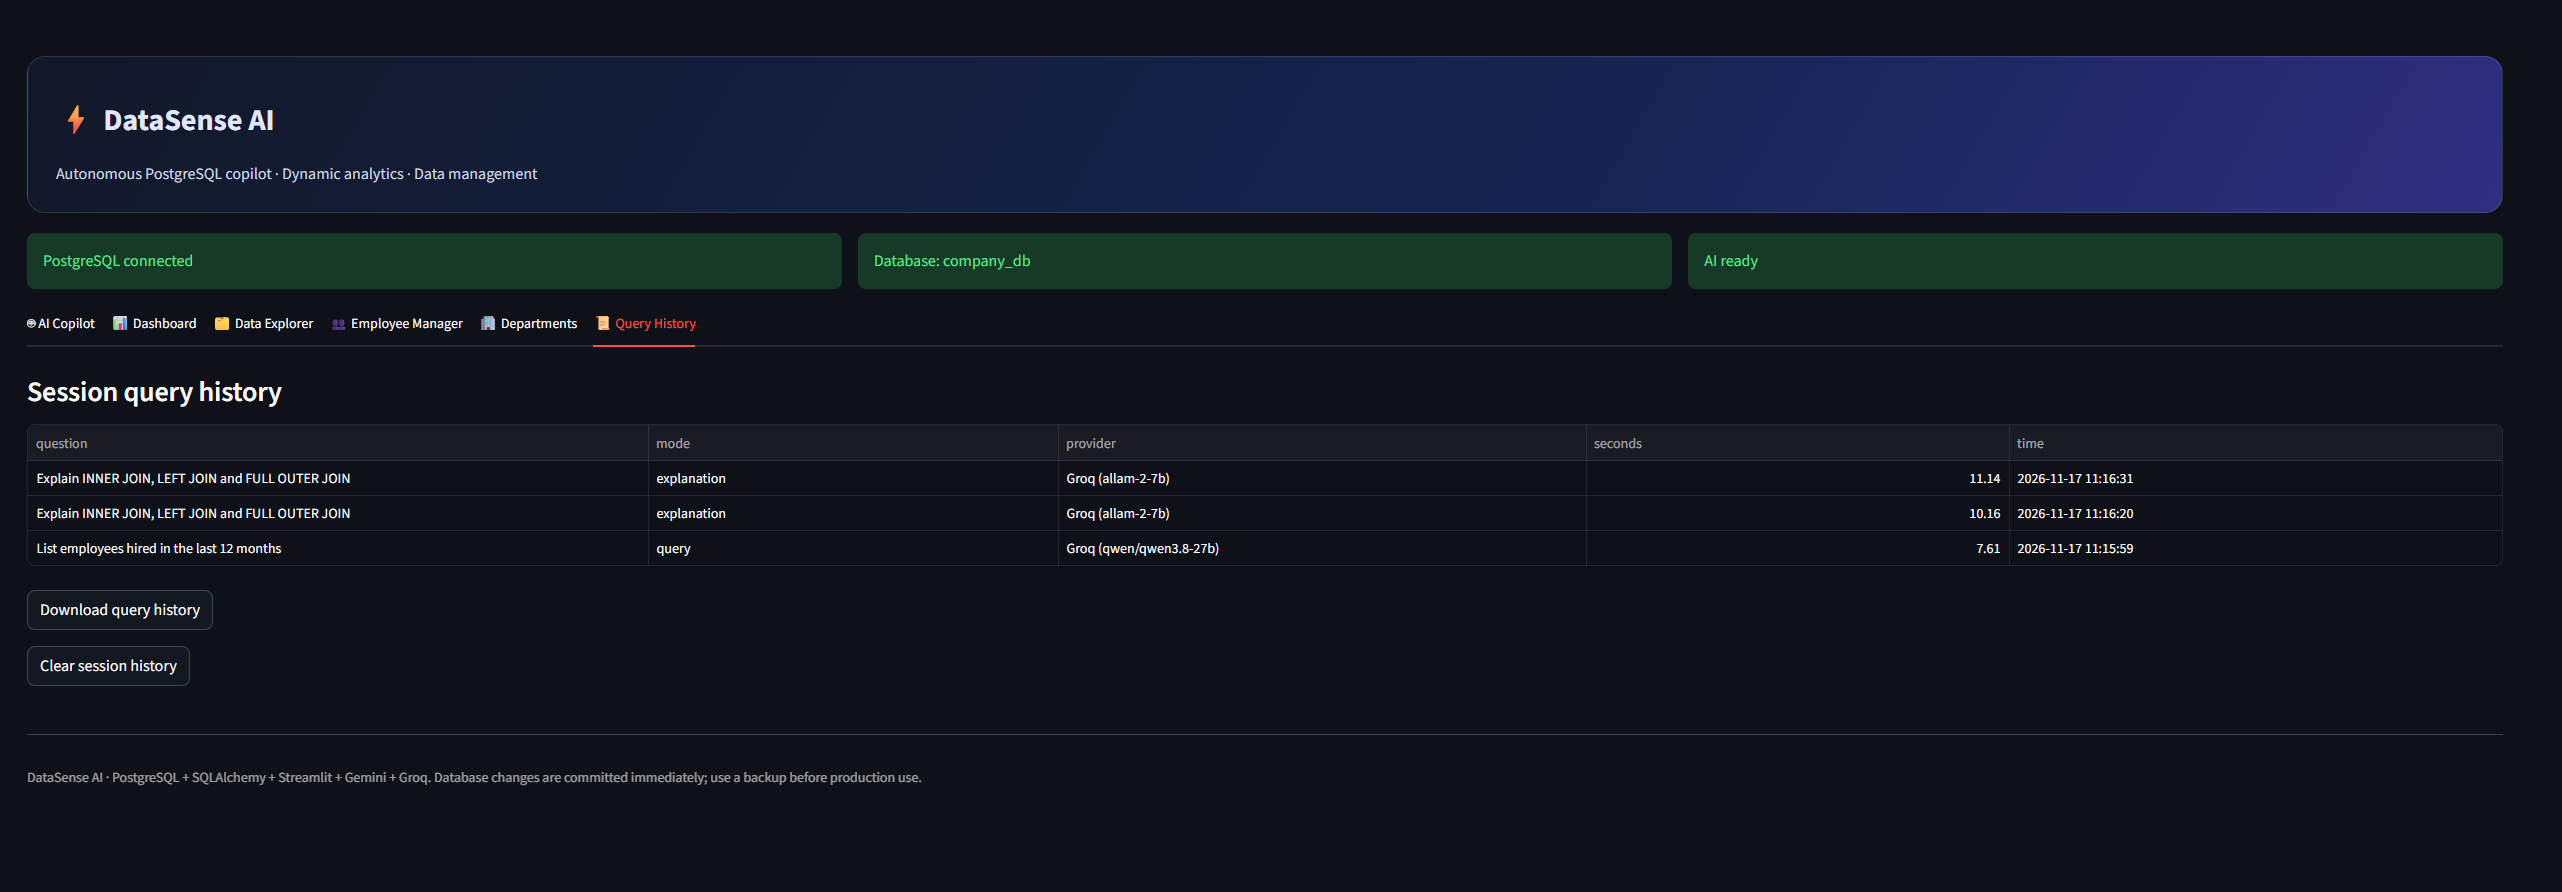 DataSense AI
Autonomous PostgreSQL copilot · Dynamic analytics · Data management
PostgreSQL connected
Database: company_db
AI ready
AI Copilot Dashboard Data Explorer Employee Manager Departments Query History
Session query history
question mode provider seconds time
Explain INNER JOIN, LEFT JOIN and FULL OUTER JOIN explanation Groq (allam-2-7b) 11.14 2026-11-17 11:16:31
Explain INNER JOIN, LEFT JOIN and FULL OUTER JOIN explanation Groq (allam-2-7b) 10.16 2026-11-17 11:16:20
List employees hired in the last 12 months query Groq (qwen/qwen3.8-27b) 7.61 2026-11-17 11:15:59
Download query history
Clear session history
DataSense AI · PostgreSQL + SQLAlchemy + Streamlit + Gemini + Groq. Database changes are committed immediately; use a backup before production use.